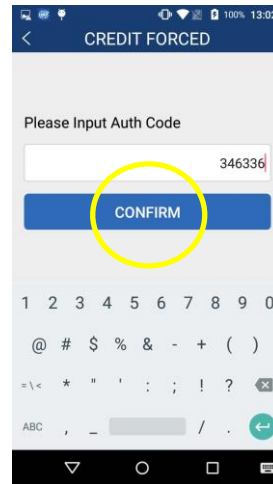 100% 13:02
< CREDIT FORCED
Please Input Auth Code
346336
CONFIRM
1 2 3 4 5 6 7 8 9 0
@ # $ % & - + ( )
= \ < * " ' : ; ! ?
ABC , _ / .